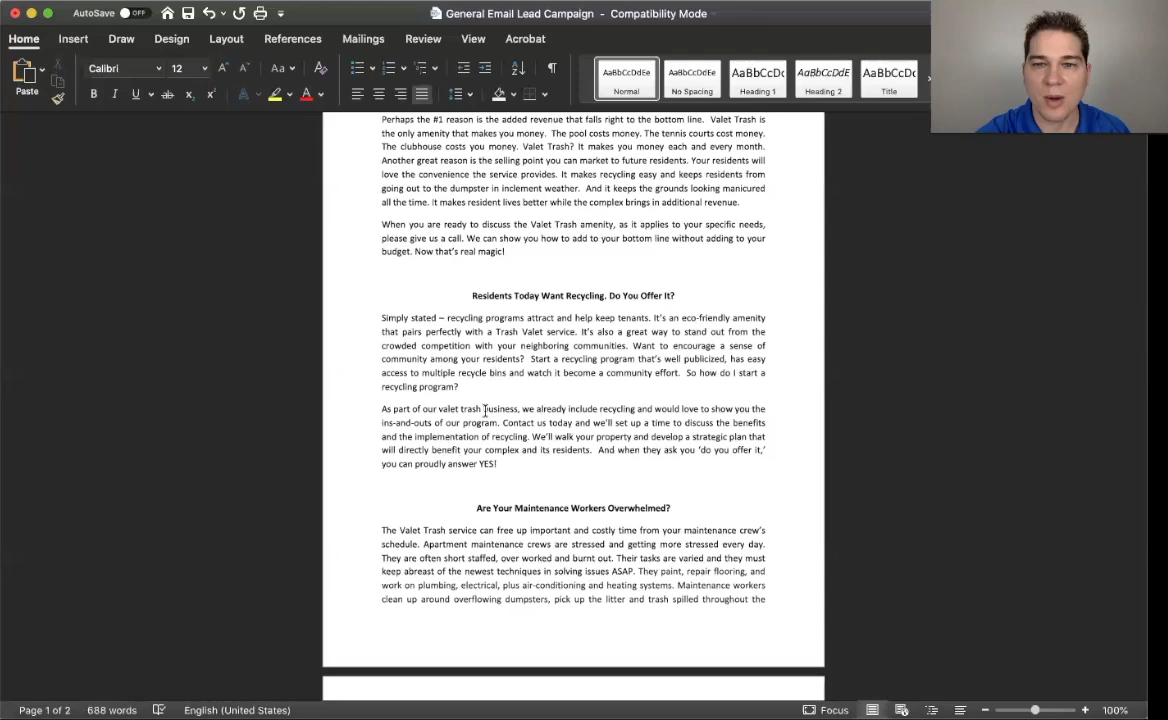 AutoSave OFF
General Email Lead Campaign - Compatibility Mode
Home Insert Draw Design Layout References Mailings Review View Acrobat
Paste
Calibri 12
AaBbCcDdEe AaBbCcDdEe AaBbCcDc AaBbCcDdE AaBbCcDc
Normal No Spacing Heading 1 Heading 2 Title
Perhaps the #1 reason is the added revenue that falls right to the bottom line. Valet Trash is
the only amenity that makes you money. The pool costs money. The tennis courts cost money.
The clubhouse costs you money. Valet Trash? It makes you money each and every month.
Another great reason is the selling point you can market to future residents. Your residents will
love the convenience the service provides. It makes recycling easy and keeps residents from
going out to the dumpster in inclement weather. And it keeps the grounds looking manicured
all the time. It makes resident lives better while the complex brings in additional revenue.
When you are ready to discuss the Valet Trash amenity, as it applies to your specific needs,
please give us a call. We can show you how to add to your bottom line without adding to your
budget. Now that's real magic!
Residents Today Want Recycling. Do You Offer It?
Simply stated – recycling programs attract and help keep tenants. It's an eco-friendly amenity
that pairs perfectly with a Trash Valet service. It's also a great way to stand out from the
crowded competition with your neighboring communities. Want to encourage a sense of
community among your residents? Start a recycling program that's well publicized, has easy
access to multiple recycle bins and watch it become a community effort. So how do I start a
recycling program?
As part of our valet trash business, we already include recycling and would love to show you the
ins-and-outs of our program. Contact us today and we'll set up a time to discuss the benefits
and the implementation of recycling. We'll walk your property and develop a strategic plan that
will directly benefit your complex and its residents. And when they ask you 'do you offer it,'
you can proudly answer YES!
Are Your Maintenance Workers Overwhelmed?
The Valet Trash service can free up important and costly time from your maintenance crew's
schedule. Apartment maintenance crews are stressed and getting more stressed every day.
They are often short staffed, over worked and burnt out. Their tasks are varied and they must
keep abreast of the newest techniques in solving issues ASAP. They paint, repair flooring, and
work on plumbing, electrical, plus air-conditioning and heating systems. Maintenance workers
clean up around overflowing dumpsters, pick up the litter and trash spilled throughout the
Page 1 of 2 688 words English (United States) Focus 100%